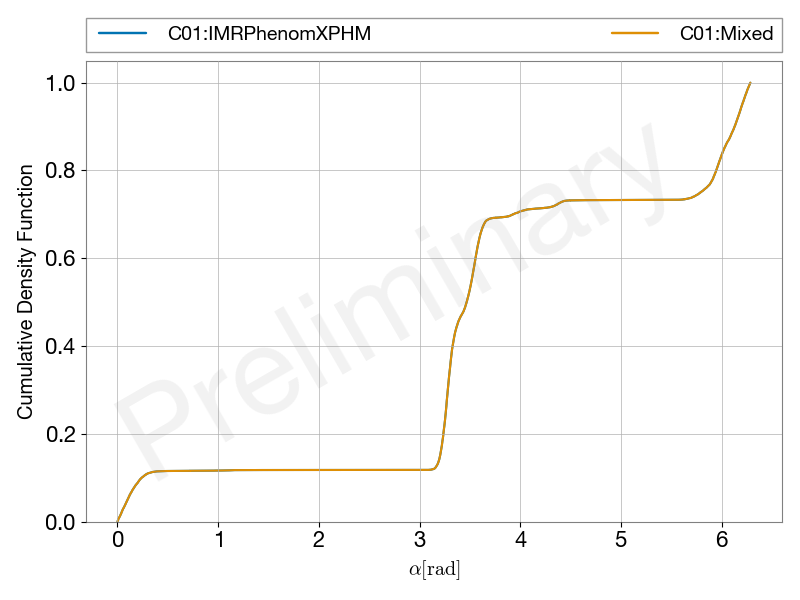 C01:IMRPhenomXPHM C01:Mixed
1.0
0.8
0.6
0.4
0.2
0.0
Cumulative Density Function
Preliminary
0 1 2 3 4 5 6
α[rad]